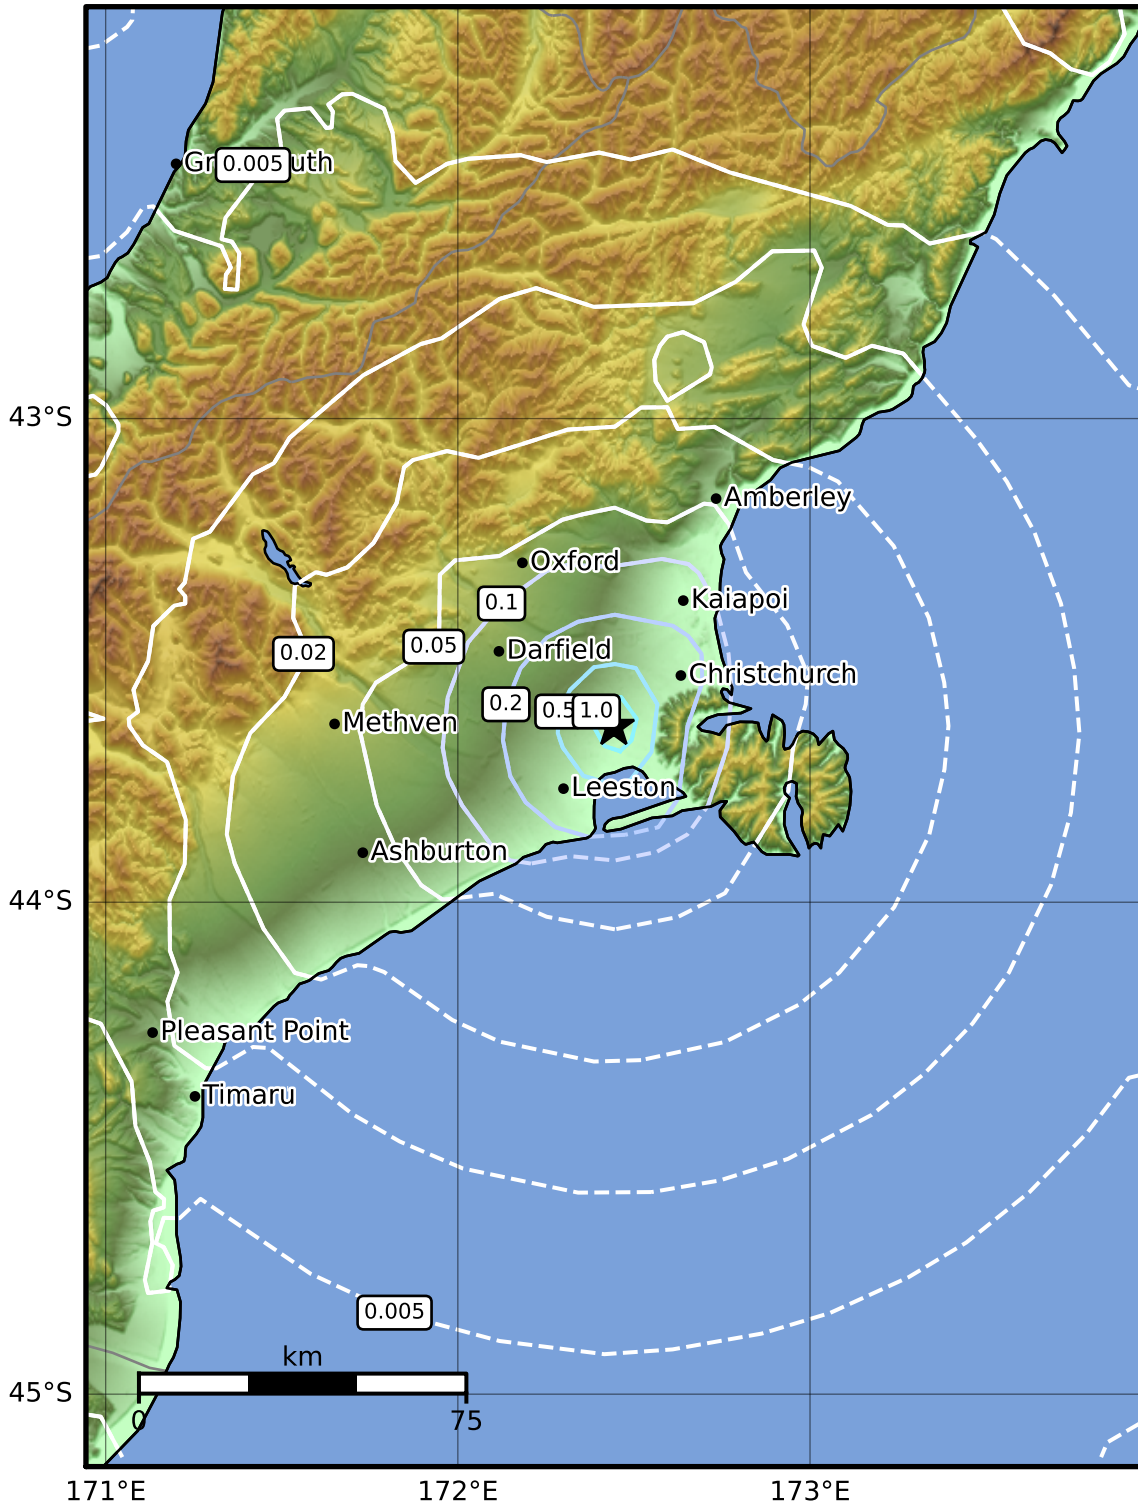 Gr 0.005 uth
43°S
Amberley
Oxford
0.1
Kaiapoi
0.05
0.02
Darfield
Christchurch
0.2
0.5
1.0
Methven
Leeston
Ashburton
44°S
Pleasant Point
Timaru
0.005
km
0
75
45°S
171°E
172°E
173°E